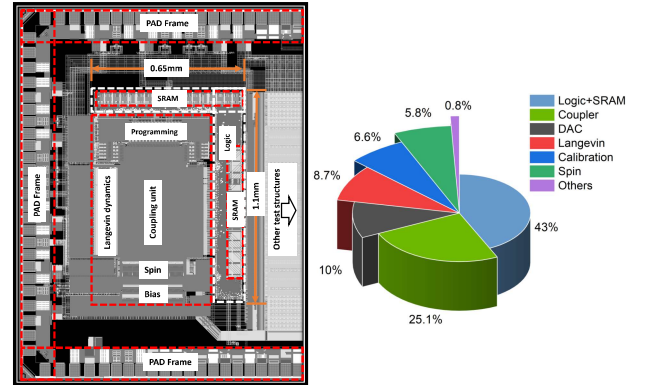 PAD Frame
0.65mm
SRAM
Programming
Logic
PAD Frame
Langevin dynamics
Coupling unit
SRAM
1.1mm
Other test structures
Spin
Bias
PAD Frame
0.8%
5.8%
6.6%
8.7%
10%
25.1%
43%
Logic+SRAM
Coupler
DAC
Langevin
Calibration
Spin
Others